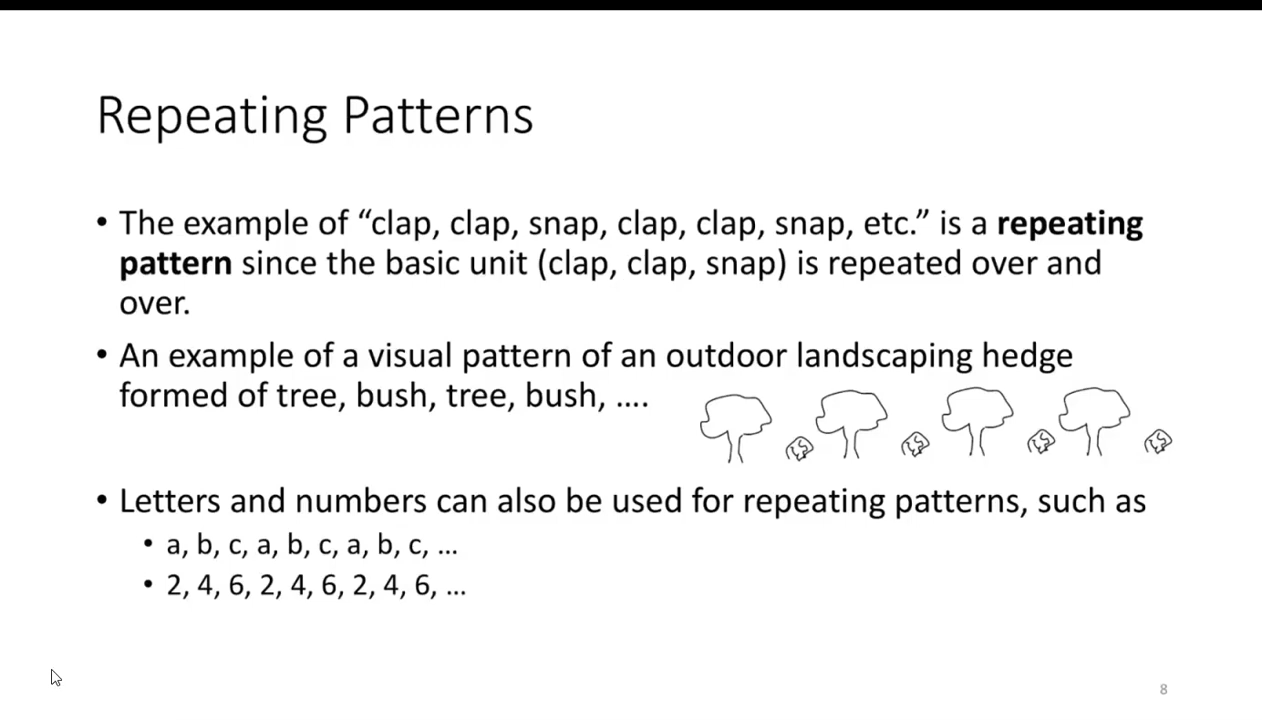 Repeating Patterns
• The example of “clap, clap, snap, clap, clap, snap, etc.” is a repeating
pattern since the basic unit (clap, clap, snap) is repeated over and
over.
• An example of a visual pattern of an outdoor landscaping hedge
formed of tree, bush, tree, bush, ….
• Letters and numbers can also be used for repeating patterns, such as
• a, b, c, a, b, c, a, b, c, …
• 2, 4, 6, 2, 4, 6, 2, 4, 6, …
8